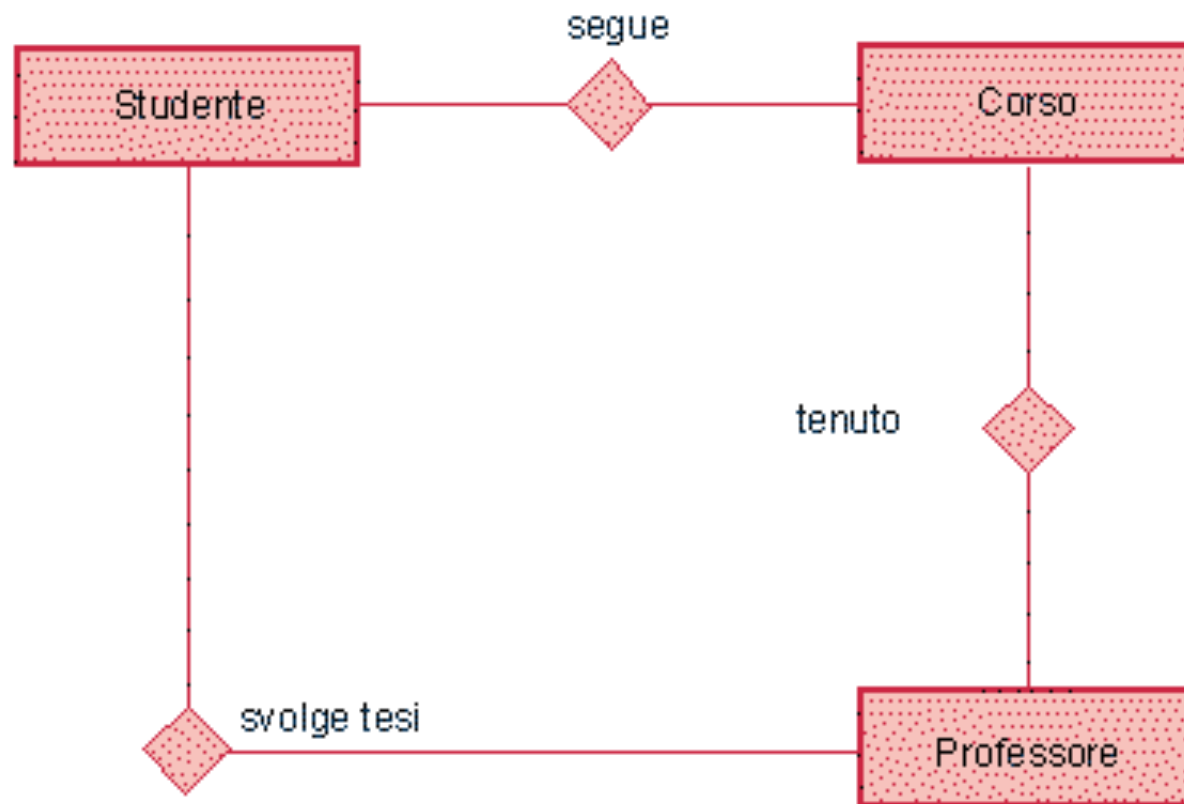 segue
Studente
Corso
tenuto
svolge tesi
Professore